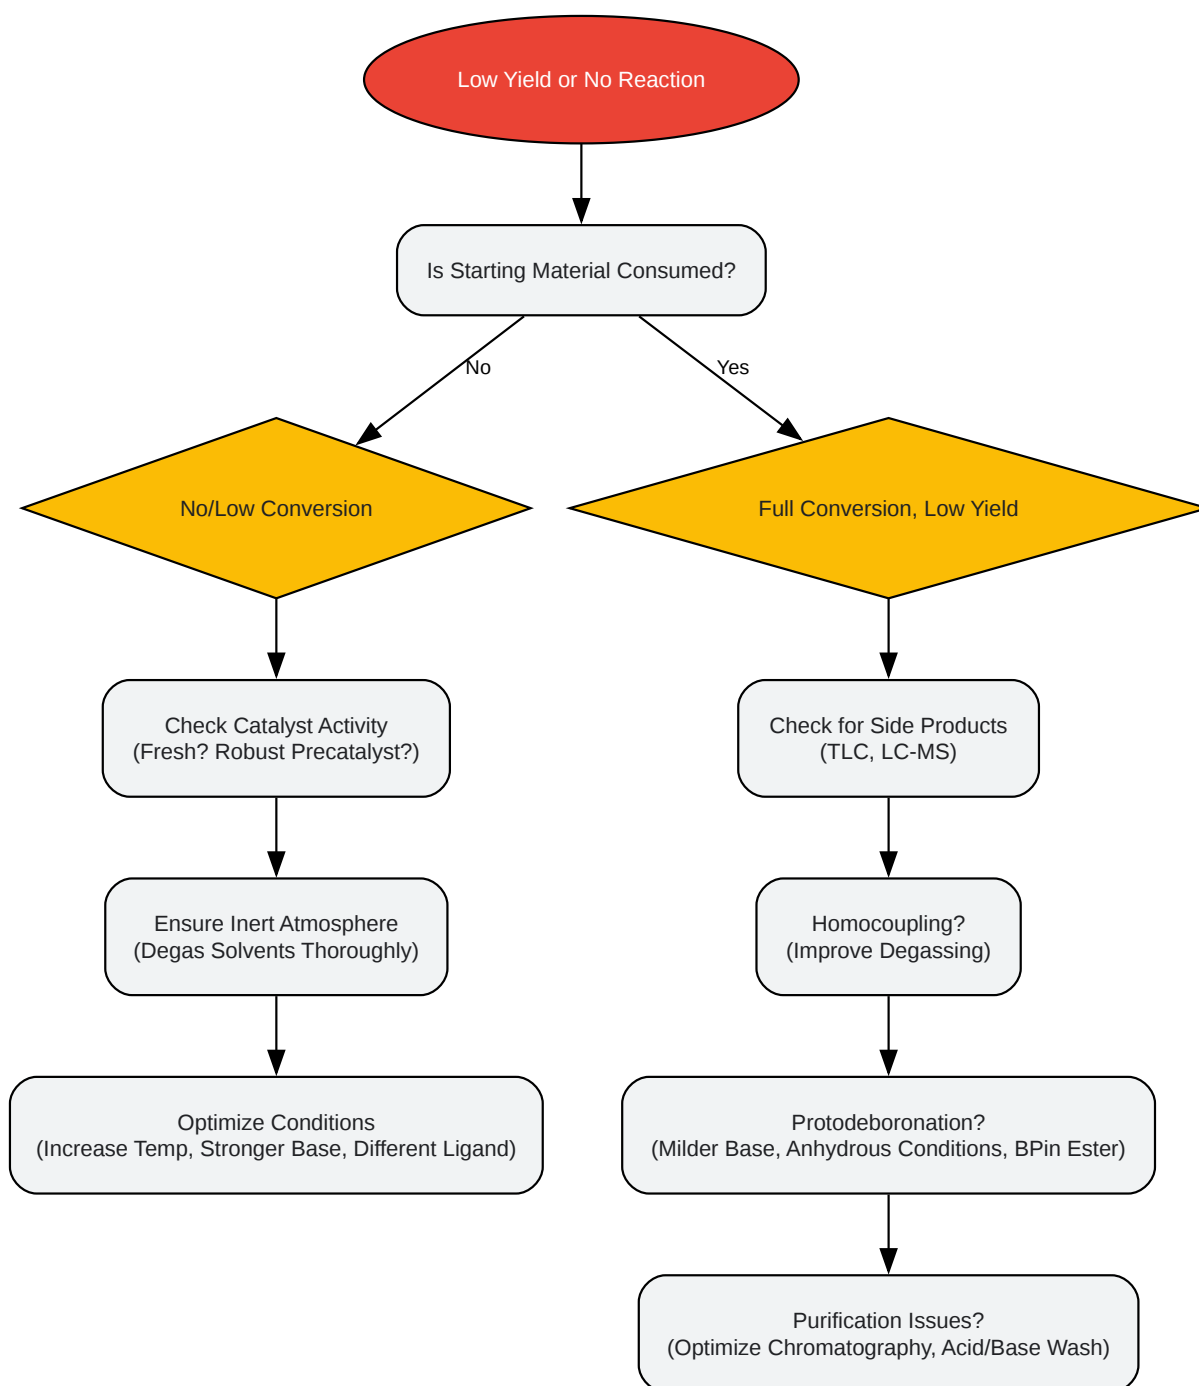 Low Yield or No Reaction
Is Starting Material Consumed?
No
Yes
No/Low Conversion
Full Conversion, Low Yield
Check Catalyst Activity
(Fresh? Robust Precatalyst?)
Check for Side Products
(TLC, LC-MS)
Ensure Inert Atmosphere
(Degas Solvents Thoroughly)
Homocoupling?
(Improve Degassing)
Optimize Conditions
(Increase Temp, Stronger Base, Different Ligand)
Protodeboronation?
(Milder Base, Anhydrous Conditions, BPin Ester)
Purification Issues?
(Optimize Chromatography, Acid/Base Wash)